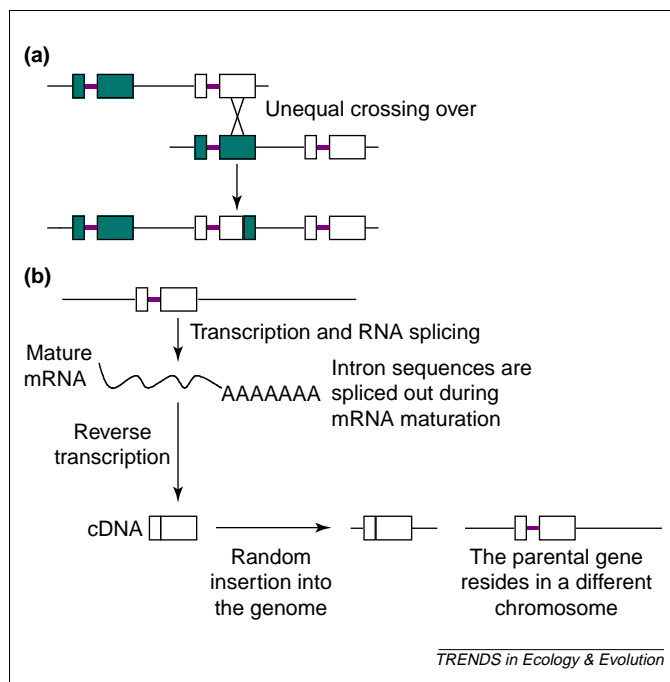 (a)
Unequal crossing over
(b)
Transcription and RNA splicing
Mature
mRNA
AAAAAAA
Intron sequences are
spliced out during
mRNA maturation
Reverse
transcription
cDNA
Random
insertion into
the genome
The parental gene
resides in a different
chromosome
TRENDS in Ecology & Evolution